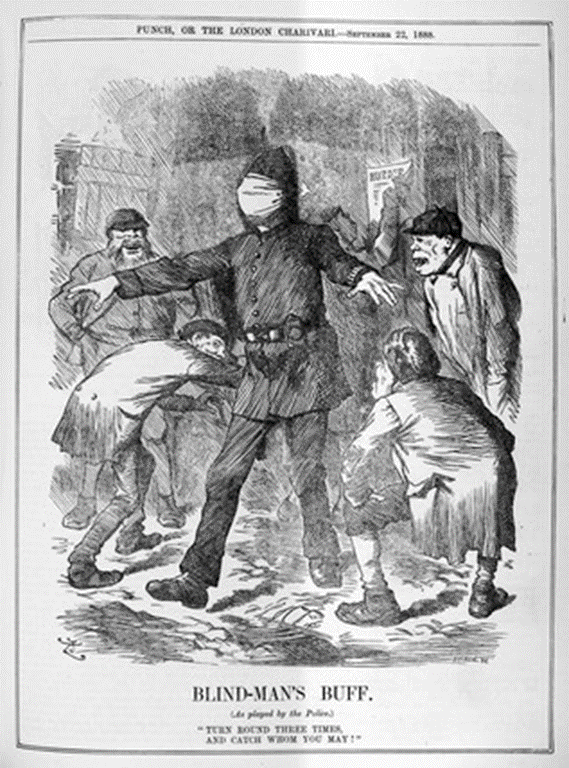 PUNCH, OR THE LONDON CHARIVARI.—SEPTEMBER 22, 1888.
BLIND-MAN'S BUFF.
(As played by the Police.)
"TURN ROUND THREE TIMES,
AND CATCH WHOM YOU MAY!"